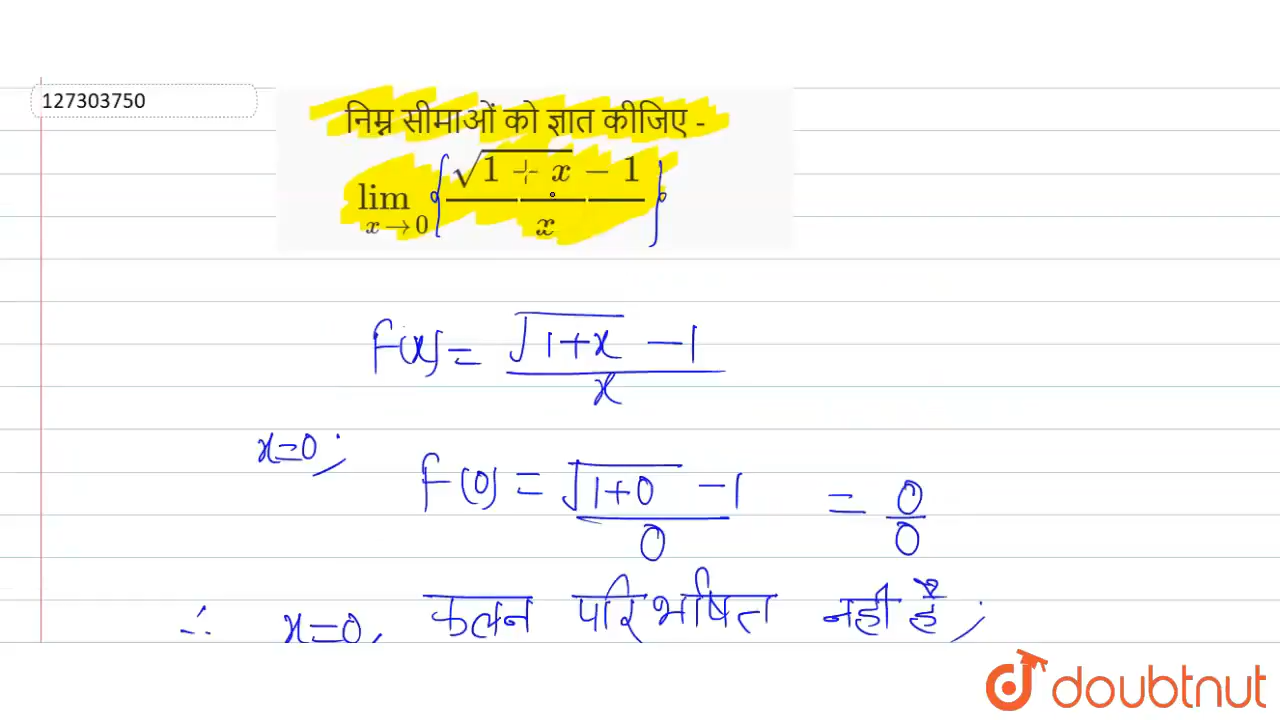 127303750
निम्न सीमाओं को ज्ञात कीजिए -
lim x→0 { (√(1 + x) - 1) / x }
F(x) = (√(1+x) - 1) / x
x=0;
F(0) = (√(1+0) - 1) / 0 = 0/0
∴ x=0, फलन परिभाषित नही है;
doubtnut